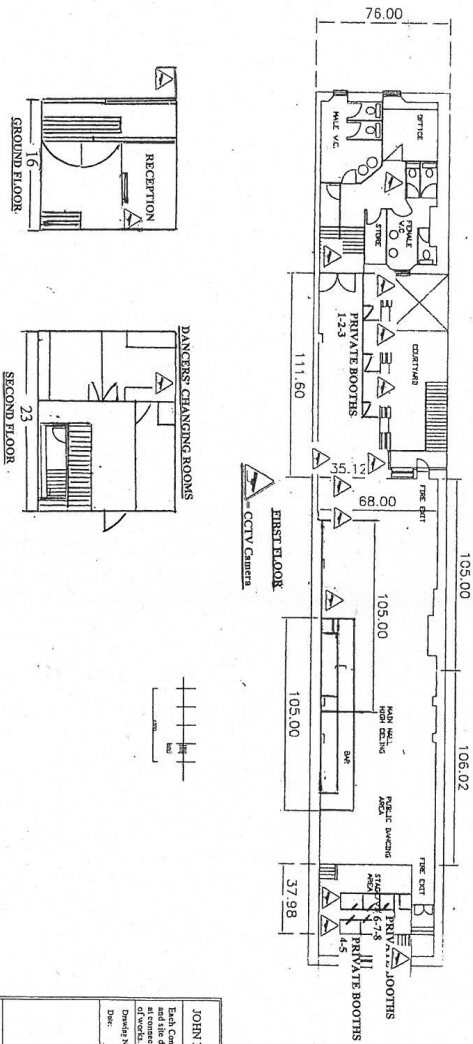 76.00
OFFICE
MALE W.C.
FEMALE
W.C
STORE
PRIVATE BOOTHS
1-2-3
COURTYARD
111.60
35.12
68.00
FIRE EXIT
105.00
105.00
105.00
106.02
MAIN HALL
HIGH CEILING
BAR
PUBLIC DANCING
AREA
FIRE EXIT
STAGE
AREA
6-7-8
PRIVATE BOOTHS
4-5
PRIVATE BOOTHS
37.98
FIRST FLOOR
= CCTV Camera
RECEPTION
16
GROUND FLOOR
DANCERS' CHANGING ROOMS
23
SECOND FLOOR
JOHN
Each Con
and site d
at connec
of works.
Drawing N
Date: